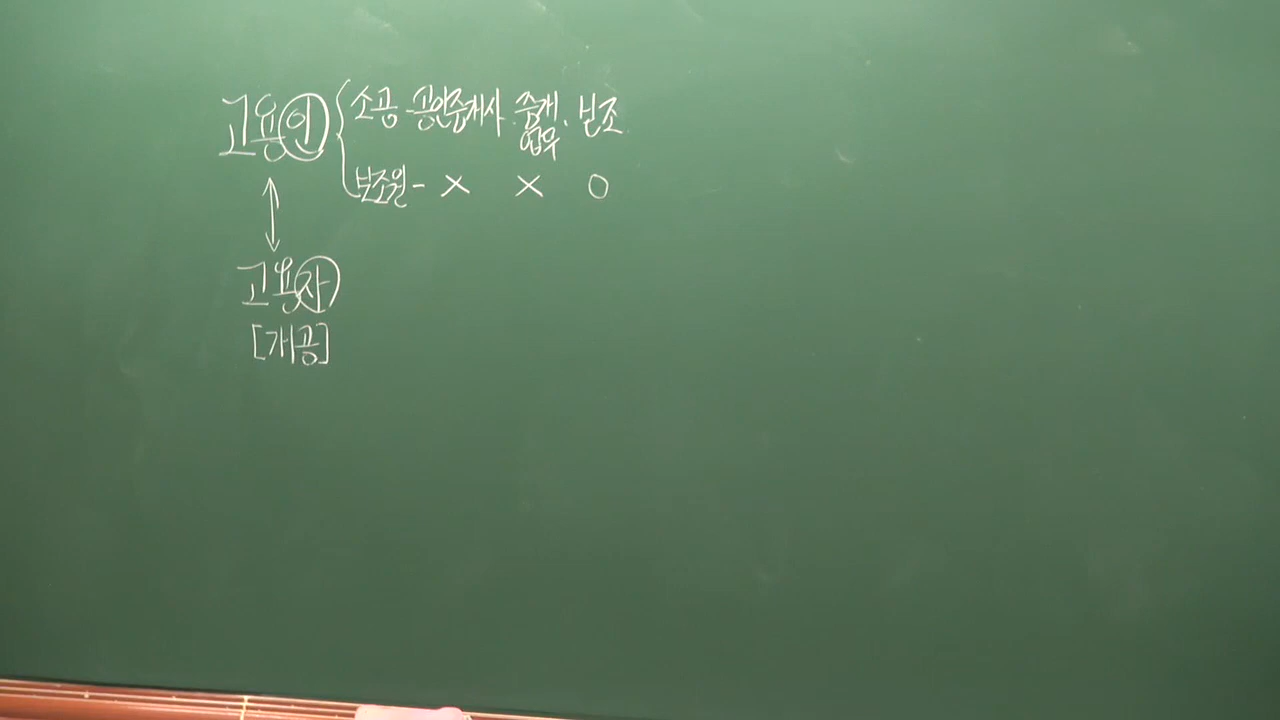 고용인 { 소공 - 공인중개사 중개업무 · 보조
보조원 - × × ○
↕
고용자
[개공]